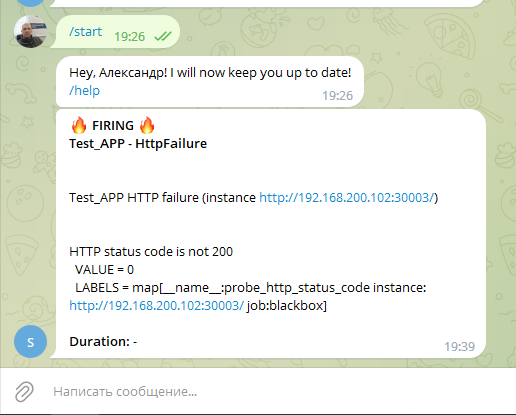 /start
19:26
Hey, Александр! I will now keep you up to date!
/help
19:26
🔥 FIRING 🔥
Test_APP - HttpFailure
Test_APP HTTP failure (instance http://192.168.200.102:30003/)
HTTP status code is not 200
VALUE = 0
LABELS = map[__name__:probe_http_status_code instance:
http://192.168.200.102:30003/ job:blackbox]
Duration: -
S
19:39
Написать сообщение...